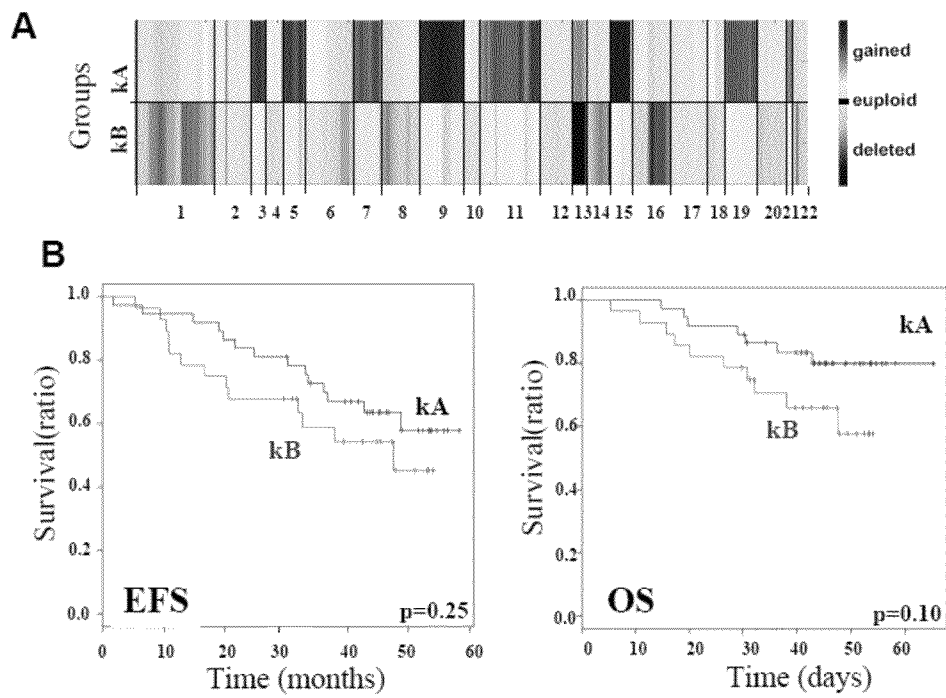 A
Groups
kA
kB
gained
euploid
deleted
1 2 3 4 5 6 7 8 9 10 11 12 13 14 15 16 17 18 19 20 21 22
B
Survival(ratio)
1.0
0.8
0.6
0.4
0.2
0.0
kA
kB
EFS
p=0.25
0 10 20 30 40 50 60
Time (months)
Survival(ratio)
1.0
0.8
0.6
0.4
0.2
0.0
kA
kB
OS
p=0.10
0 10 20 30 40 50 60
Time (days)